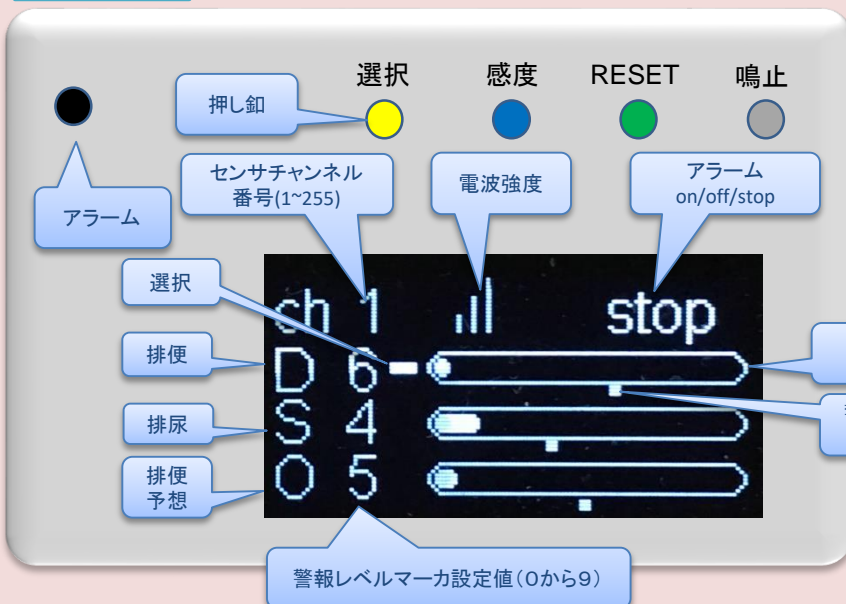 選択 感度 RESET 鳴止
押し釦
アラーム
センサチャンネル
番号(1~255)
電波強度
アラーム
on/off/stop
選択
ch 1 stop
排便
D 6
排尿
S 4
排便
予想
O 5
警報レベルマーカ設定値(0から9)